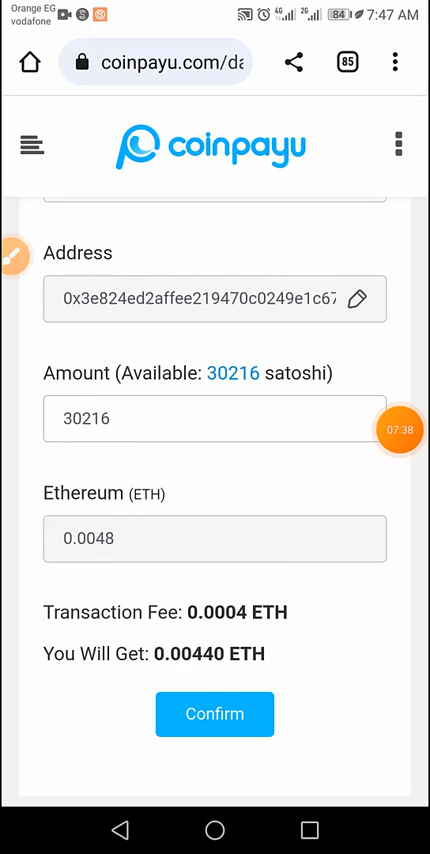 Orange EG
vodafone
4G
2G
84
7:47 AM
coinpayu.com/da
85
coinpayu
Address
0x3e824ed2affee219470c0249e1c67
Amount (Available: 30216 satoshi)
30216
07:38
Ethereum (ETH)
0.0048
Transaction Fee: 0.0004 ETH
You Will Get: 0.00440 ETH
Confirm